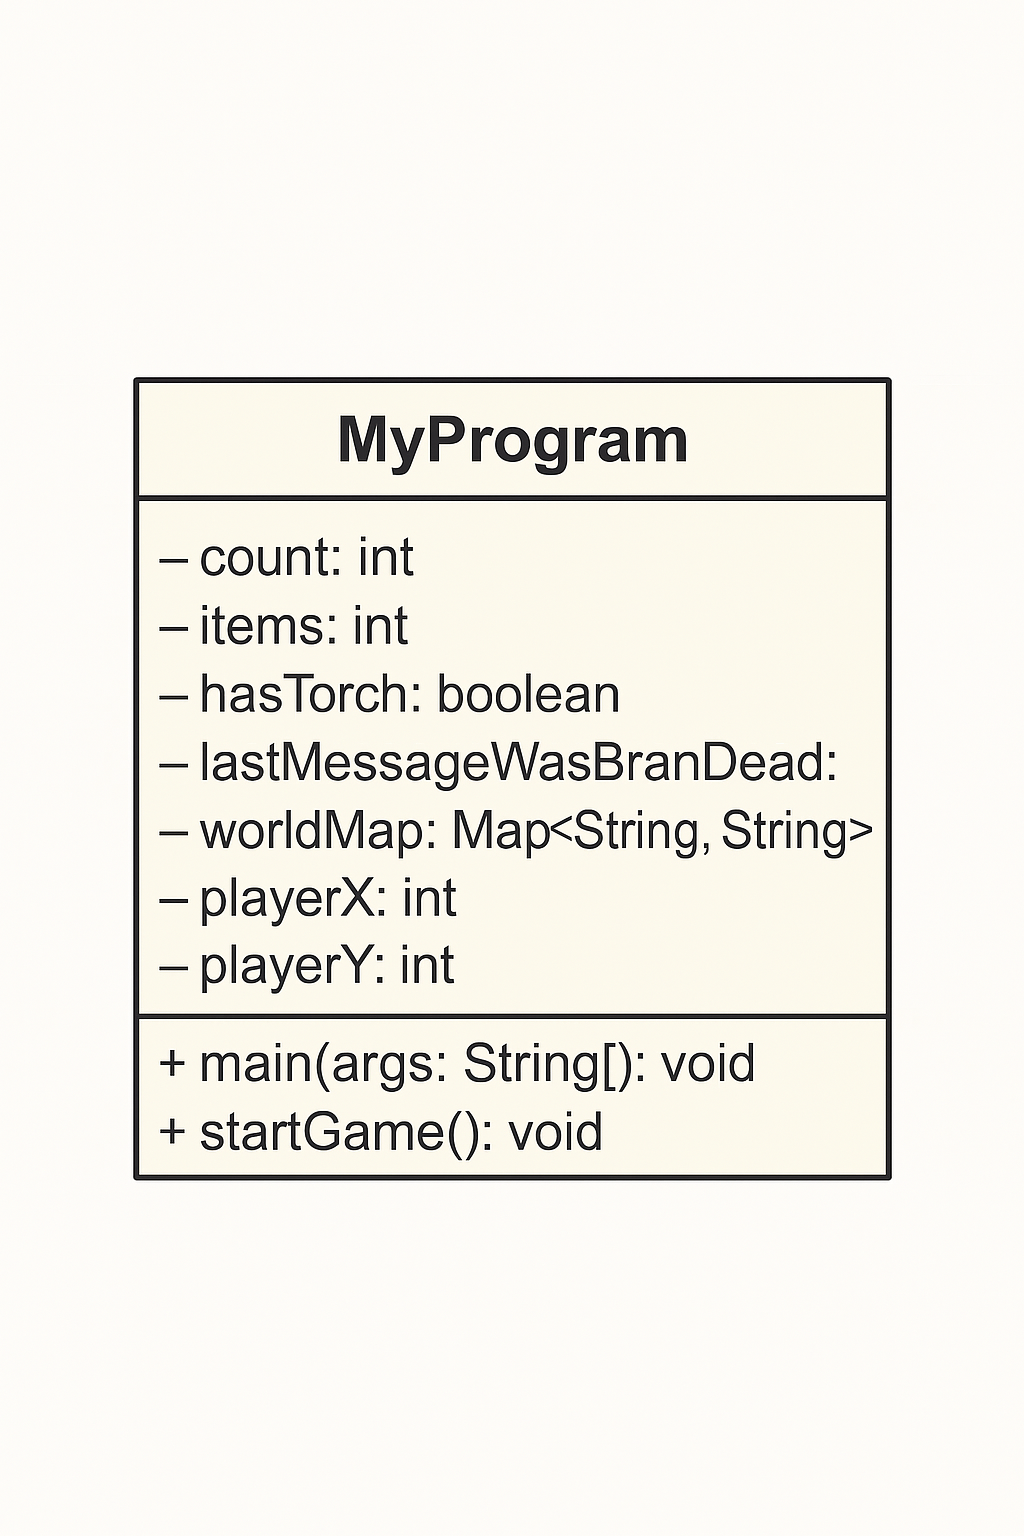 MyProgram
– count: int
– items: int
– hasTorch: boolean
– lastMessageWasBranDead:
– worldMap: Map<String, String>
– playerX: int
– playerY: int
+ main(args: String[): void
+ startGame(): void